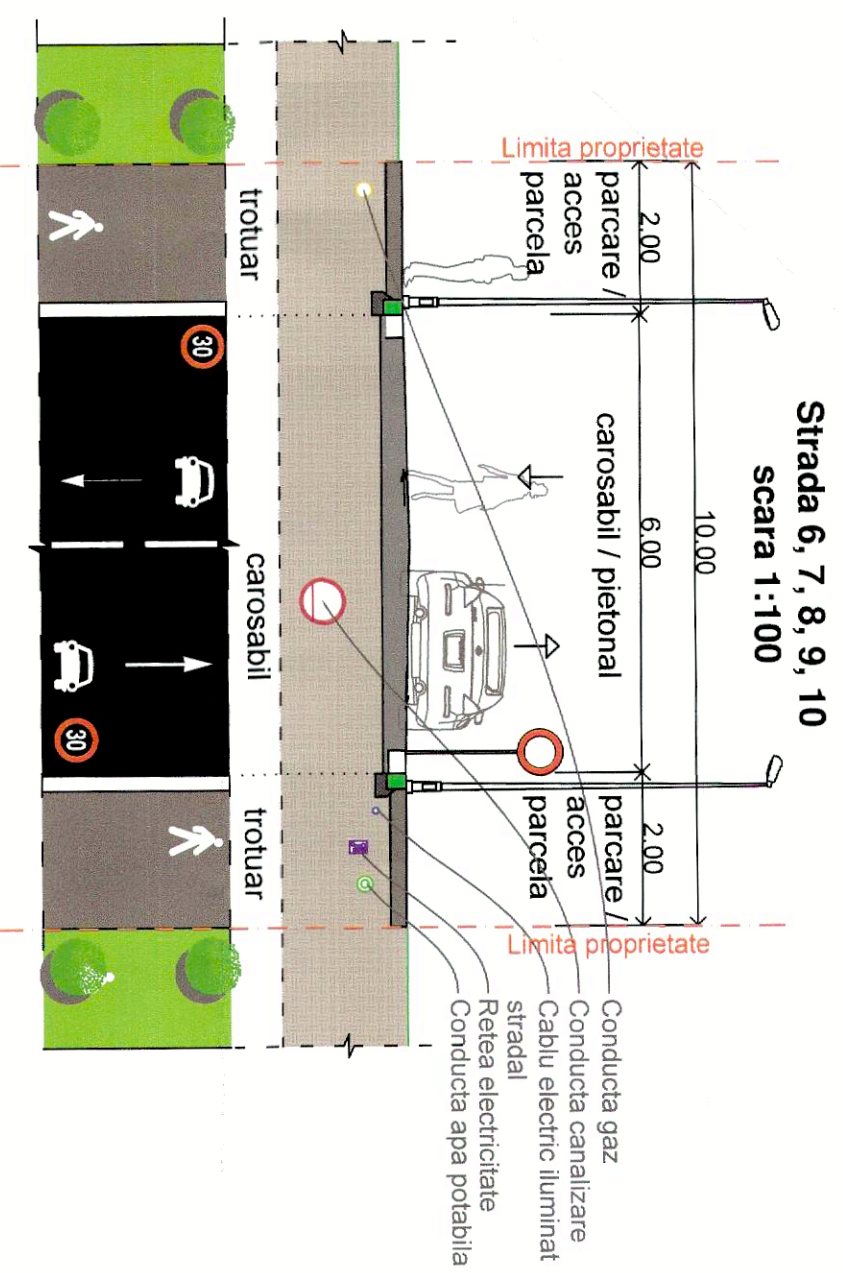 Strada 6, 7, 8, 9, 10
scara 1:100
10.00
2.00
6.00
2.00
Limita proprietate
parcare /
acces
parcela
carosabil / pietonal
parcare /
acces
parcela
Limita proprietate
Conducta gaz
Conducta canalizare
Cablu electric iluminat
stradal
Retea electricitate
Conducta apa potabila
trotuar
carosabil
trotuar
30
30